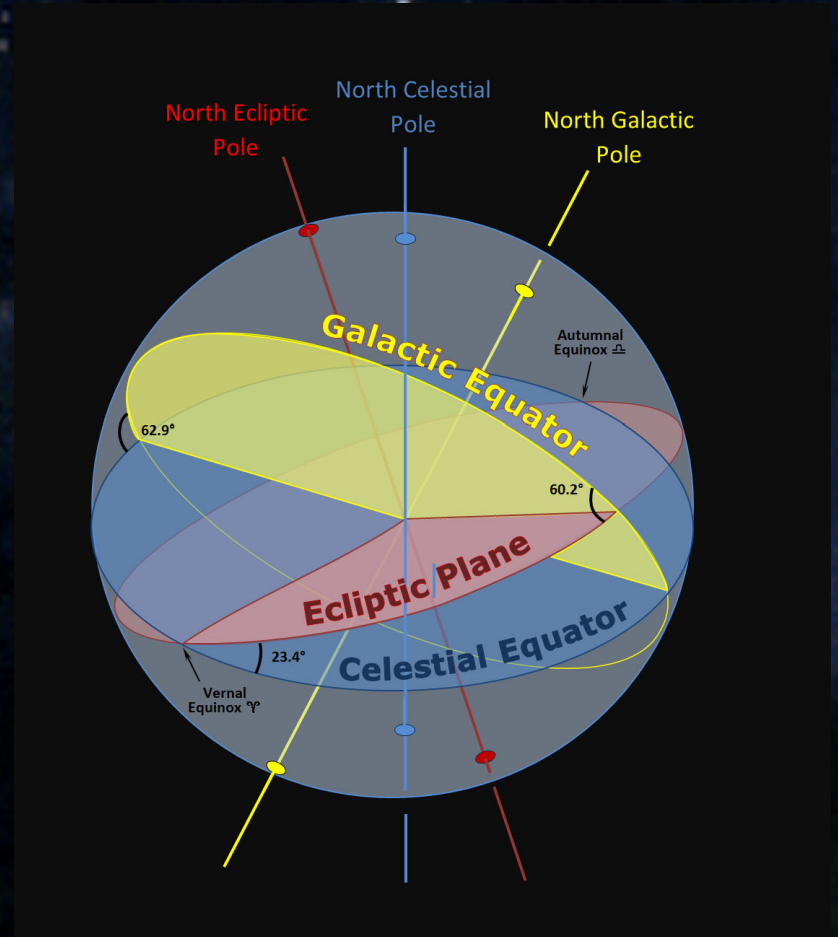 North Celestial
Pole
North Ecliptic
Pole
North Galactic
Pole
Galactic Equator
Autumnal
Equinox ♎
62.9°
60.2°
Ecliptic Plane
Celestial Equator
23.4°
Vernal
Equinox ♈